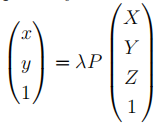 (x y 1) = λP (X Y Z 1)